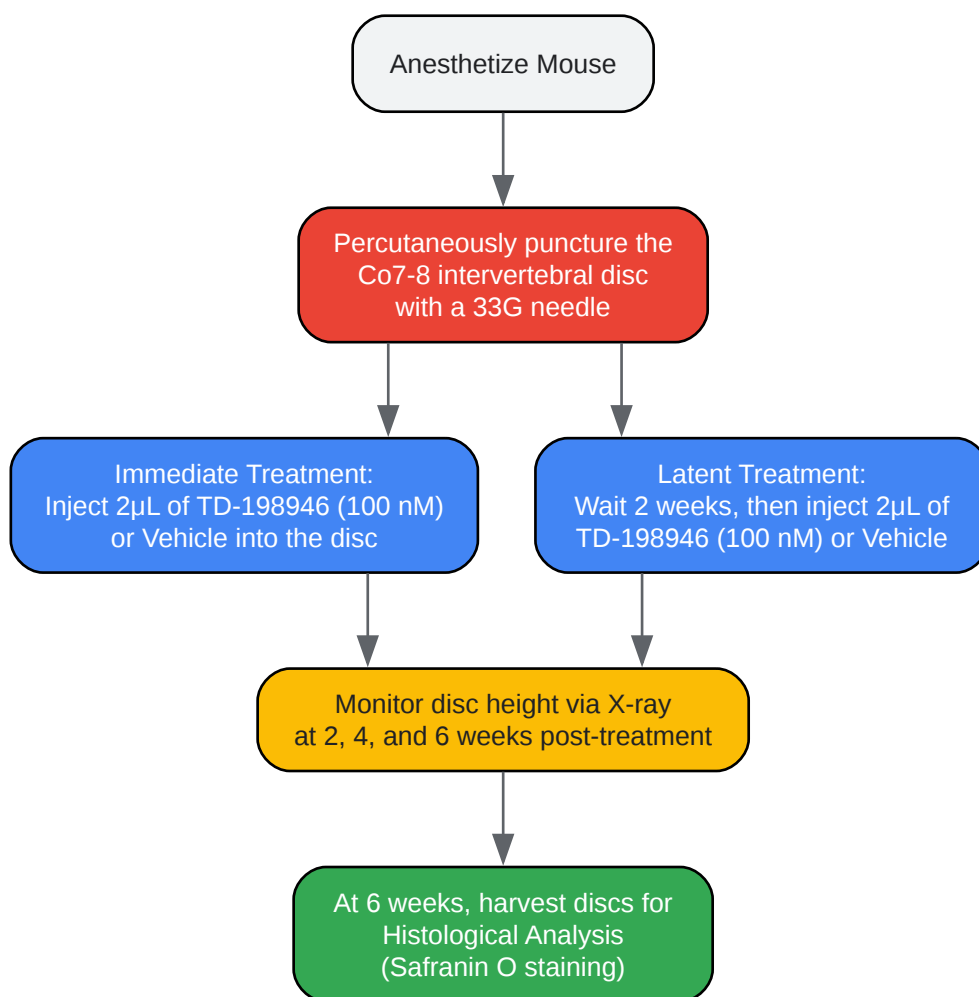 Anesthetize Mouse
Percutaneously puncture the
Co7-8 intervertebral disc
with a 33G needle
Immediate Treatment:
Inject 2μL of TD-198946 (100 nM)
or Vehicle into the disc
Latent Treatment:
Wait 2 weeks, then inject 2μL of
TD-198946 (100 nM) or Vehicle
Monitor disc height via X-ray
at 2, 4, and 6 weeks post-treatment
At 6 weeks, harvest discs for
Histological Analysis
(Safranin O staining)